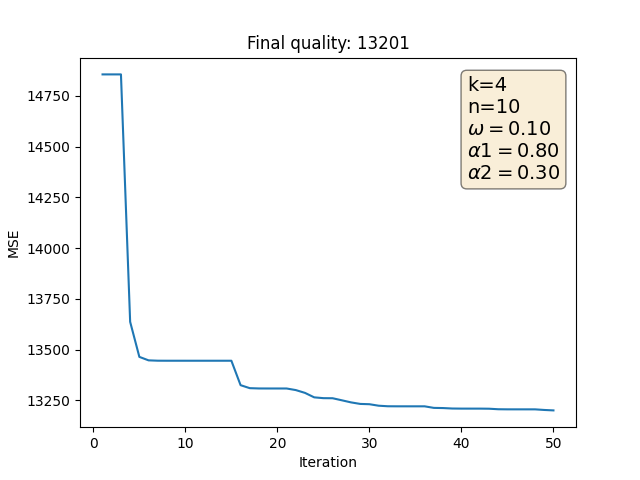 Final quality: 13201
k=4
n=10
ω = 0.10
α1 = 0.80
α2 = 0.30
14750
14500
14250
14000
13750
13500
13250
MSE
0 10 20 30 40 50
Iteration